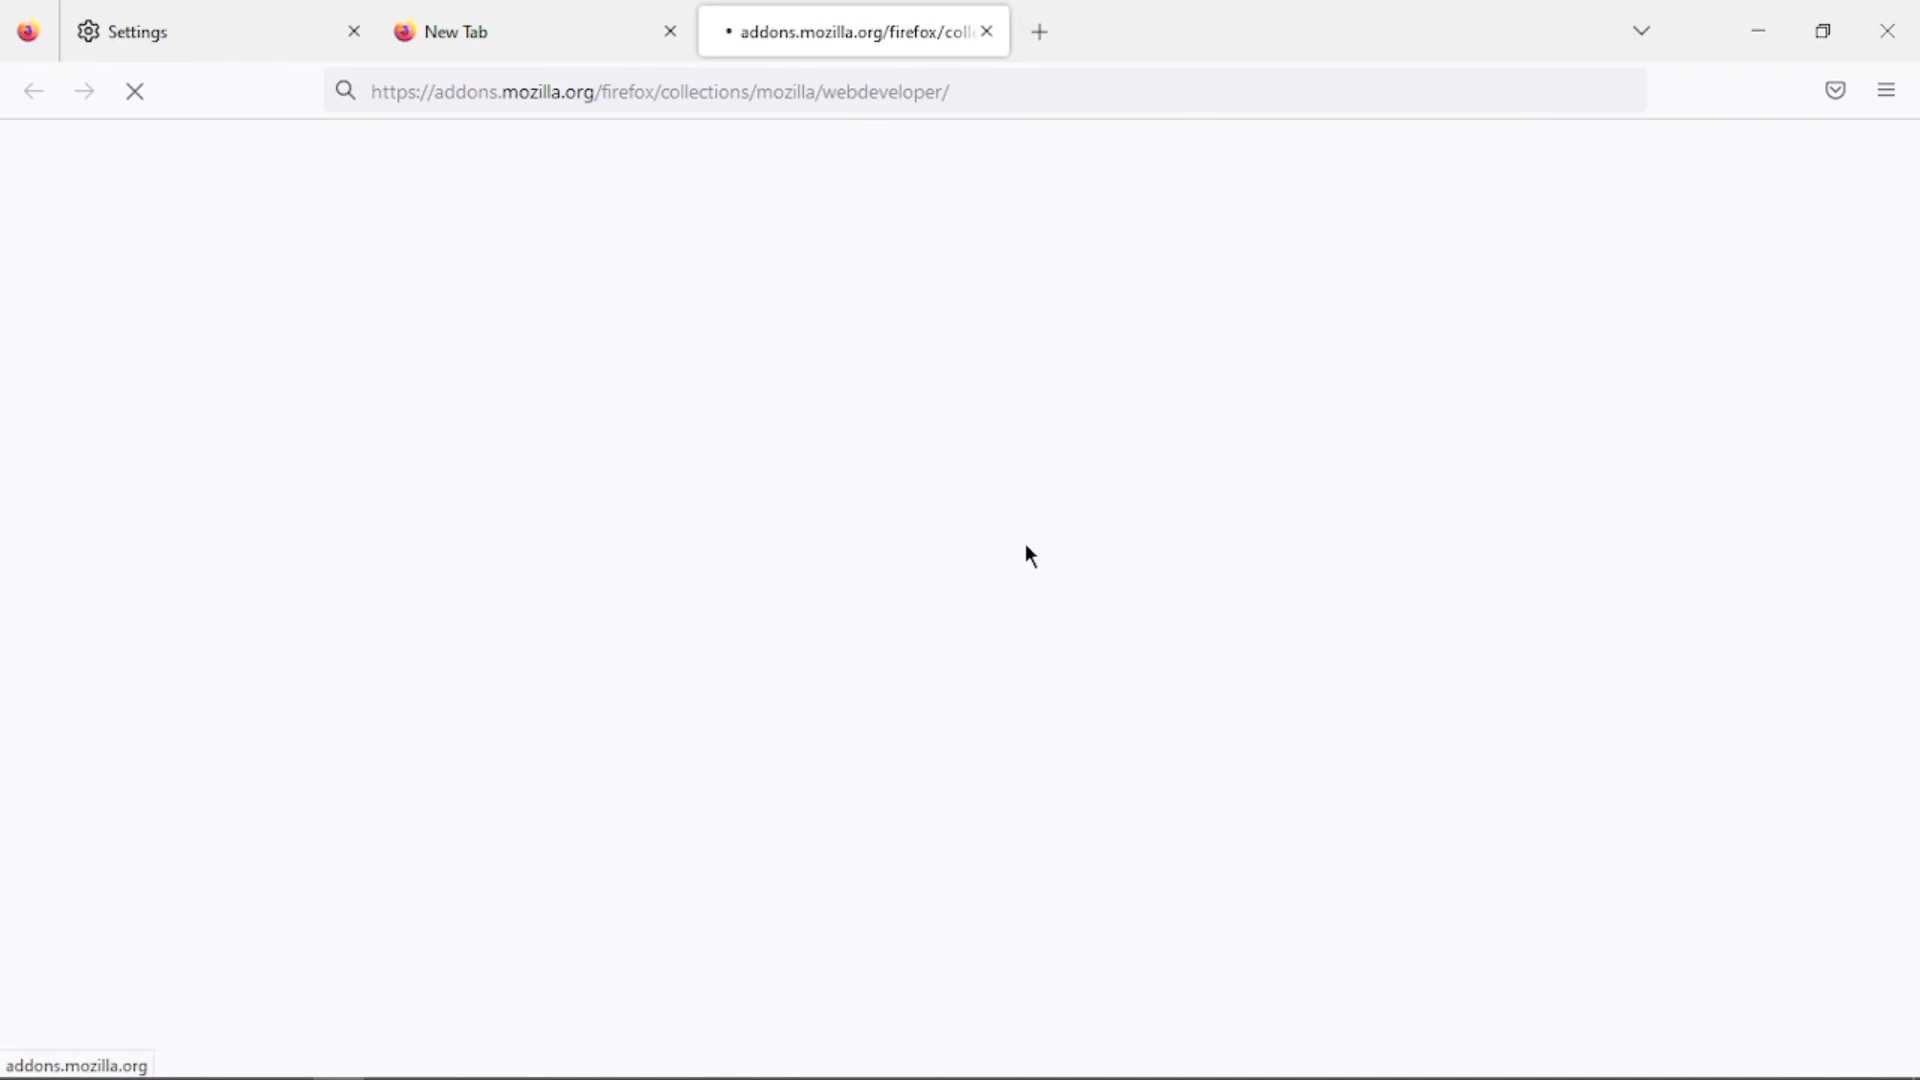 Settings
New Tab
addons.mozilla.org/firefox/coll
https://addons.mozilla.org/firefox/collections/mozilla/webdeveloper/
addons.mozilla.org